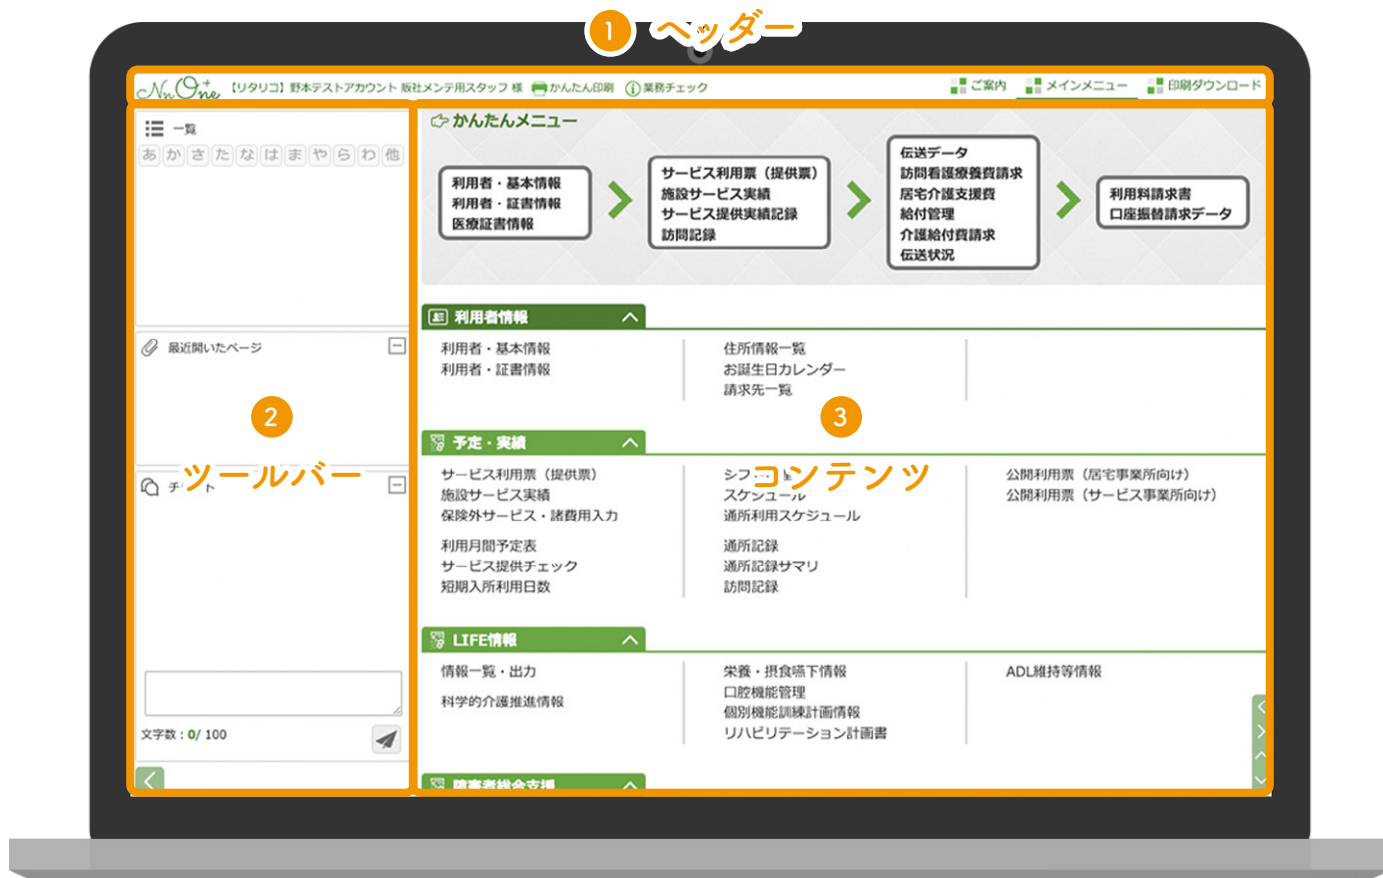 1 ヘッダー
NnOne 【リタリコ】野本テストアカウント 販社メンテ用スタッフ 様 かんたん印刷 業務チェック ご案内 メインメニュー 印刷ダウンロード
一覧
あ か さ た な は ま や ら わ 他
最近開いたページ
2
ツールバー
チ ト
文字数：0/ 100
かんたんメニュー
利用者・基本情報
利用者・証書情報
医療証書情報
サービス利用票（提供票）
施設サービス実績
サービス提供実績記録
訪問記録
伝送データ
訪問看護療養費請求
居宅介護支援費
給付管理
介護給付費請求
伝送状況
利用料請求書
口座振替請求データ
利用者情報
利用者・基本情報
利用者・証書情報
住所情報一覧
お誕生日カレンダー
請求先一覧
3
コンテンツ
予定・実績
サービス利用票（提供票）
施設サービス実績
保険外サービス・諸費用入力
利用月間予定表
サービス提供チェック
短期入所利用日数
シフ
スケジュール
通所利用スケジュール
通所記録
通所記録サマリ
訪問記録
公開利用票（居宅事業所向け）
公開利用票（サービス事業所向け）
LIFE情報
情報一覧・出力
科学的介護推進情報
栄養・摂食嚥下情報
口腔機能管理
個別機能訓練計画情報
リハビリテーション計画書
ADL維持等情報
障害者総合支援